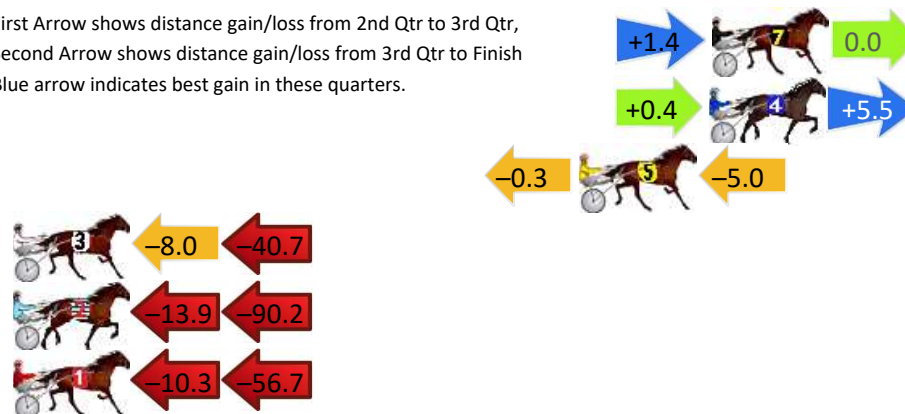 irst Arrow shows distance gain/loss from 2nd Qtr to 3rd Qtr,
econd Arrow shows distance gain/loss from 3rd Qtr to Finish
lue arrow indicates best gain in these quarters.
+1.4 7 0.0
+0.4 4 +5.5
–0.3 5 –5.0
3 –8.0 –40.7
2 –13.9 –90.2
1 –10.3 –56.7